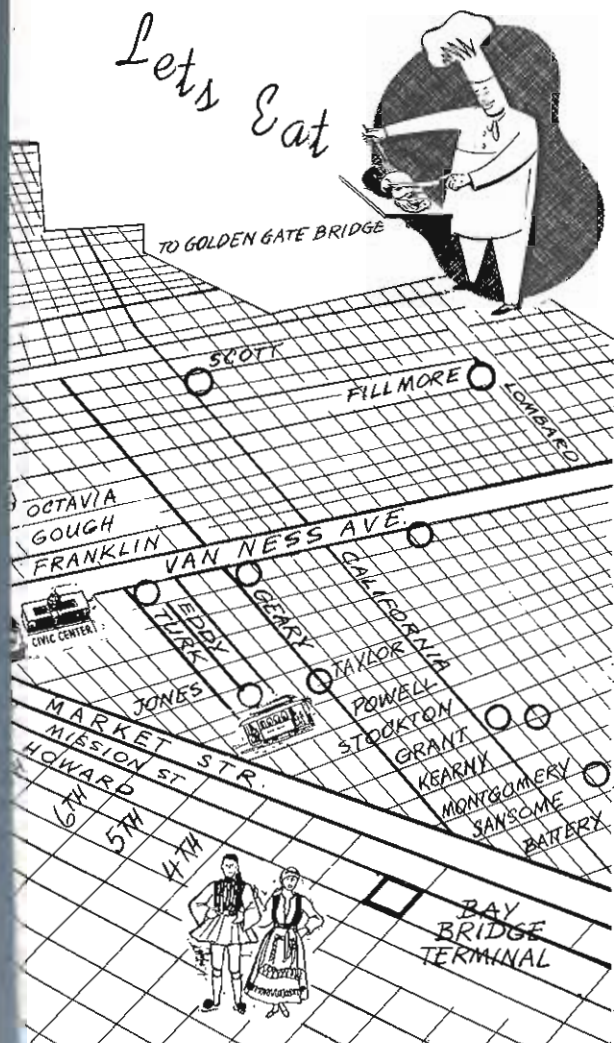 Lets Eat
TO GOLDEN GATE BRIDGE
SCOTT
FILLMORE
LOMBARD
OCTAVIA
GOUGH
FRANKLIN
VAN NESS AVE.
CIVIC CENTER
TURK
EDDY
GEARY
CALIFORNIA
JONES
TAYLOR
POWELL
STOCKTON
GRANT
KEARNY
MONTGOMERY
SANSOME
BATTERY
MARKET STR.
MISSION ST
HOWARD
6TH
5TH
4TH
BAY
BRIDGE
TERMINAL